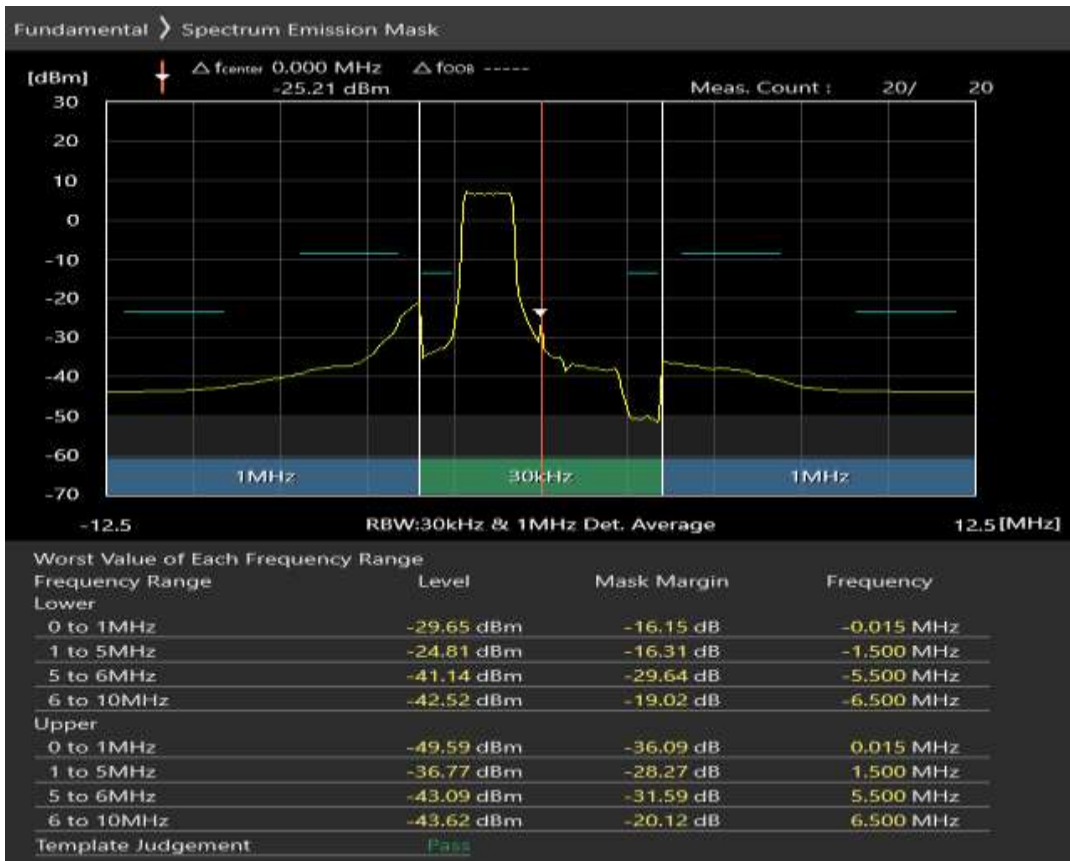 Fundamental 〉 Spectrum Emission Mask
△ fcenter 0.000 MHz △ fOOB -----
[dBm] -25.21 dBm Meas. Count : 20/ 20
30
20
10
0
-10
-20
-30
-40
-50
-60
1MHz 30kHz 1MHz
-70
-12.5 RBW:30kHz & 1MHz Det. Average 12.5 [MHz]
Worst Value of Each Frequency Range
Frequency Range Level Mask Margin Frequency
Lower
0 to 1MHz -29.65 dBm -16.15 dB -0.015 MHz
1 to 5MHz -24.81 dBm -16.31 dB -1.500 MHz
5 to 6MHz -41.14 dBm -29.64 dB -5.500 MHz
6 to 10MHz -42.52 dBm -19.02 dB -6.500 MHz
Upper
0 to 1MHz -49.59 dBm -36.09 dB 0.015 MHz
1 to 5MHz -36.77 dBm -28.27 dB 1.500 MHz
5 to 6MHz -43.09 dBm -31.59 dB 5.500 MHz
6 to 10MHz -43.62 dBm -20.12 dB 6.500 MHz
Template Judgement Pass